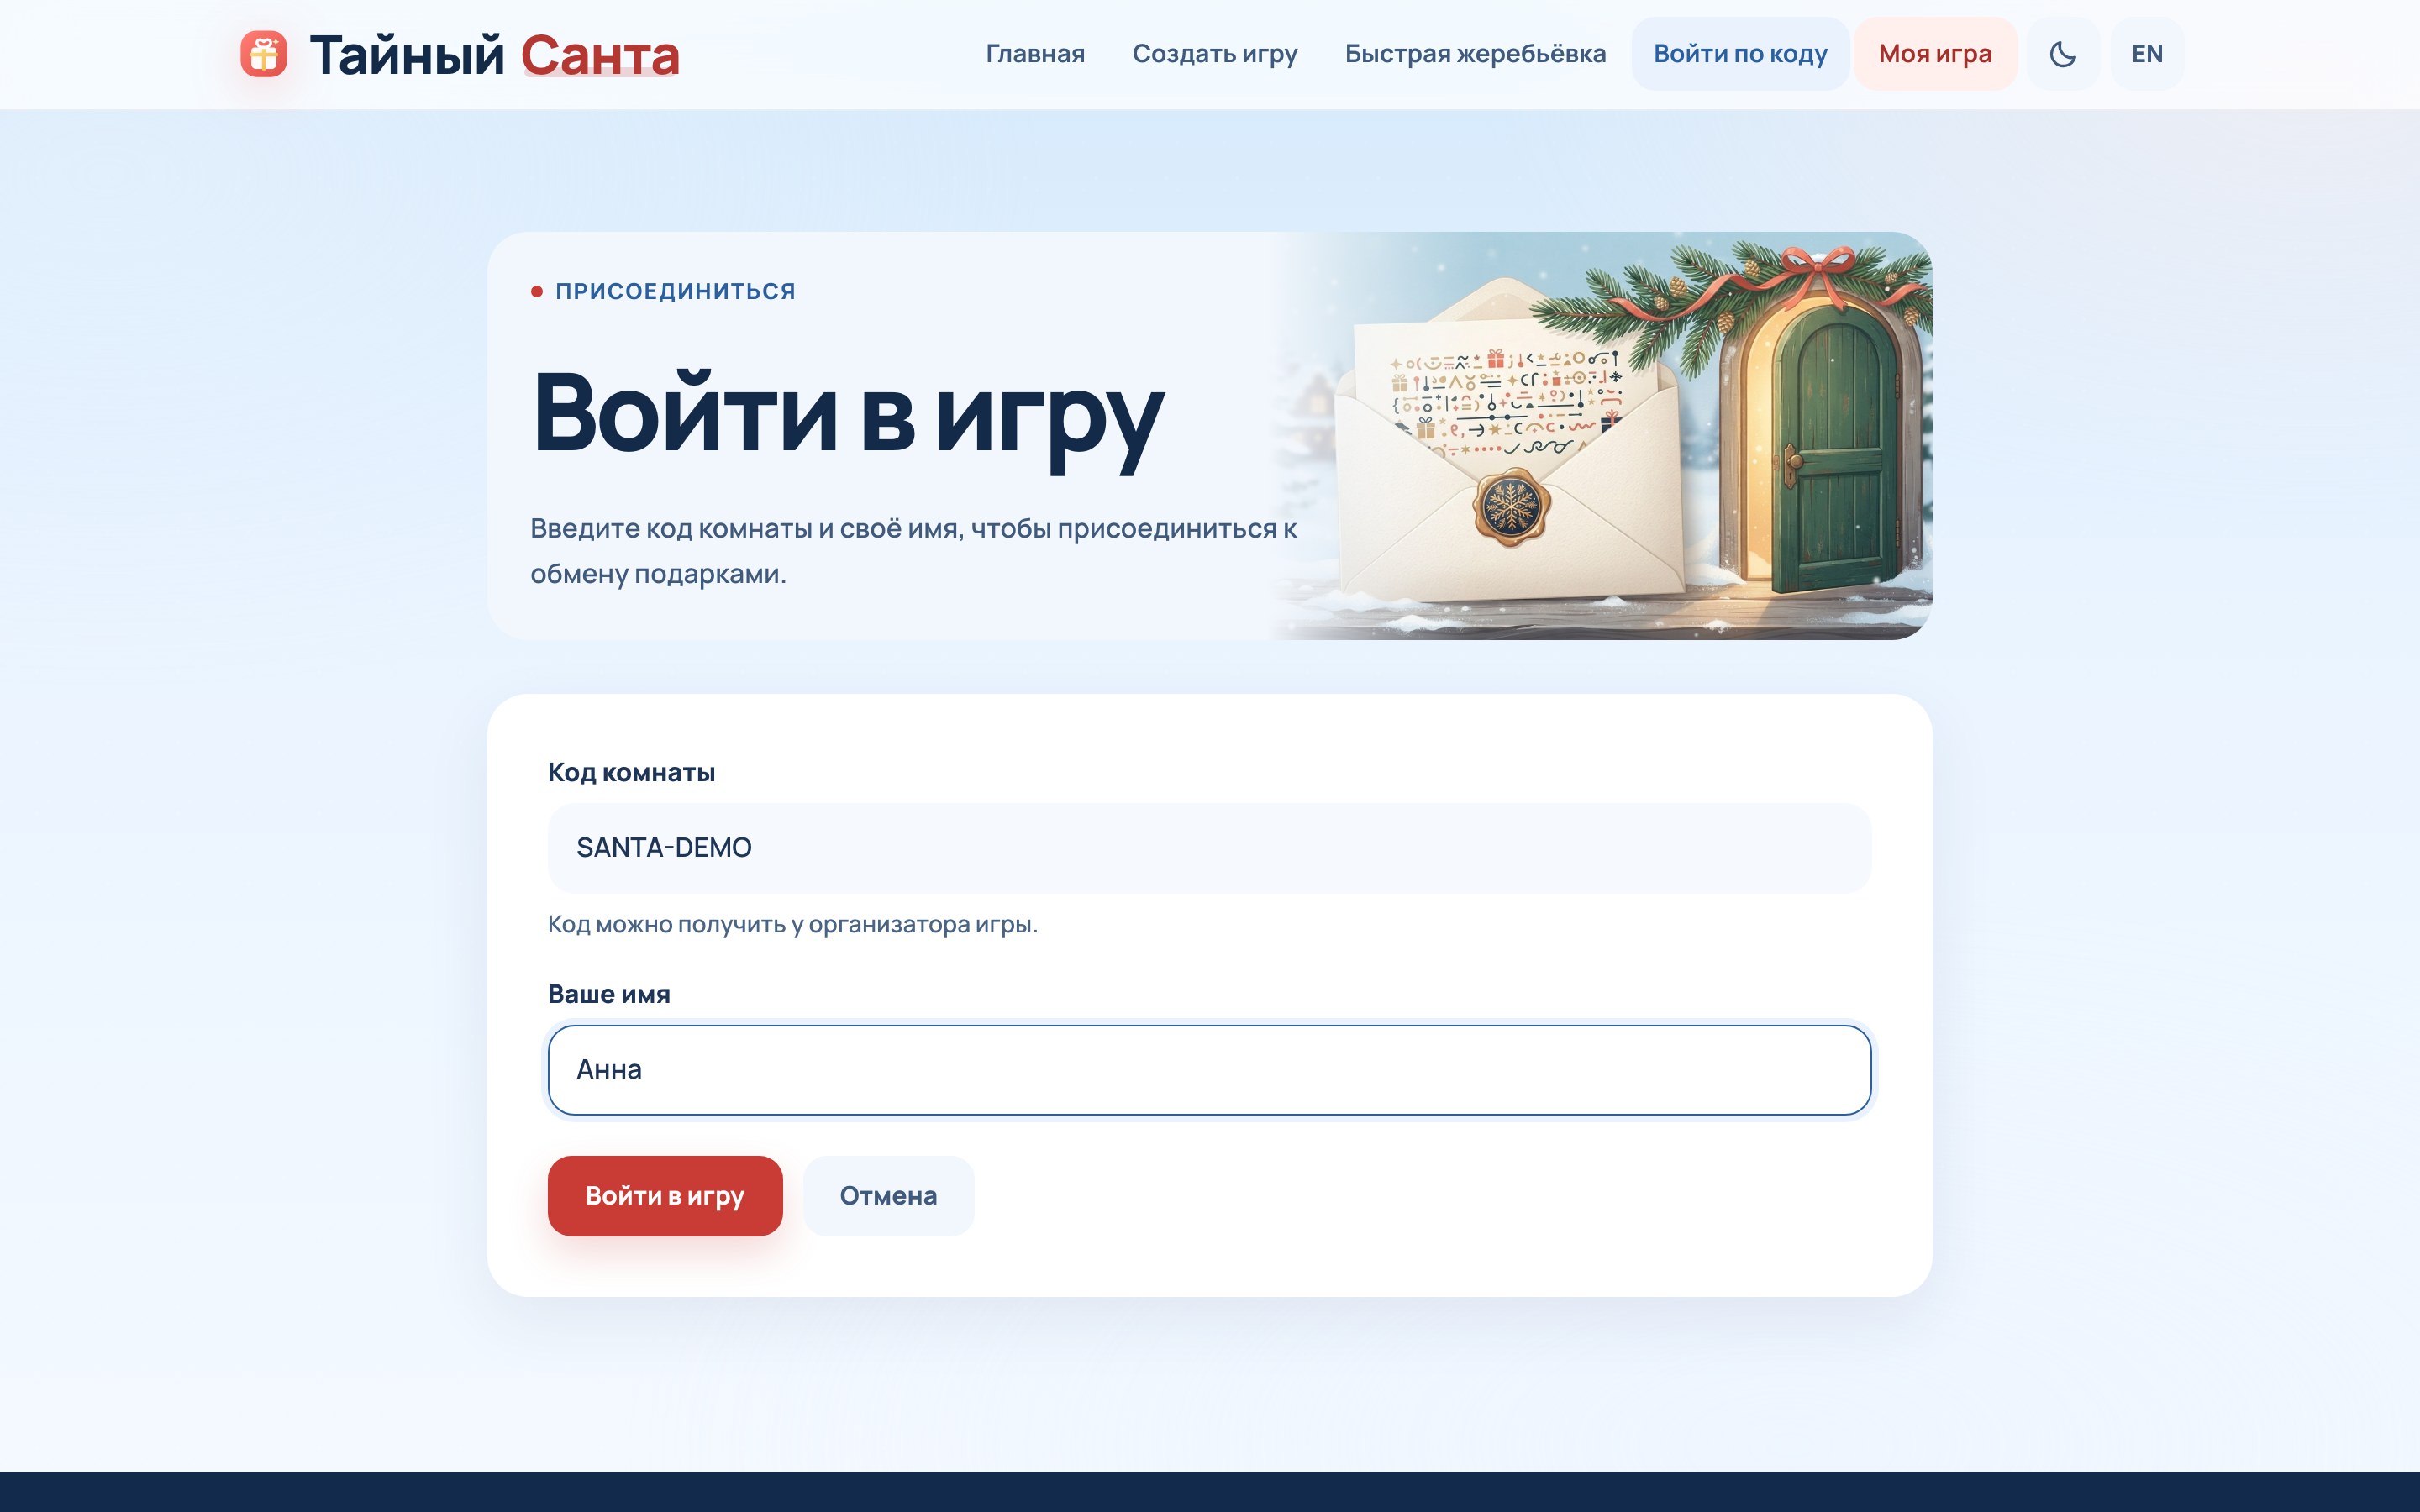 Тайный Санта
Главная
Создать игру
Быстрая жеребьёвка
Войти по коду
Моя игра
EN
ПРИСОЕДИНИТЬСЯ
Войти в игру
Введите код комнаты и своё имя, чтобы присоединиться к
обмену подарками.
Код комнаты
SANTA-DEMO
Код можно получить у организатора игры.
Ваше имя
Анна
Войти в игру
Отмена